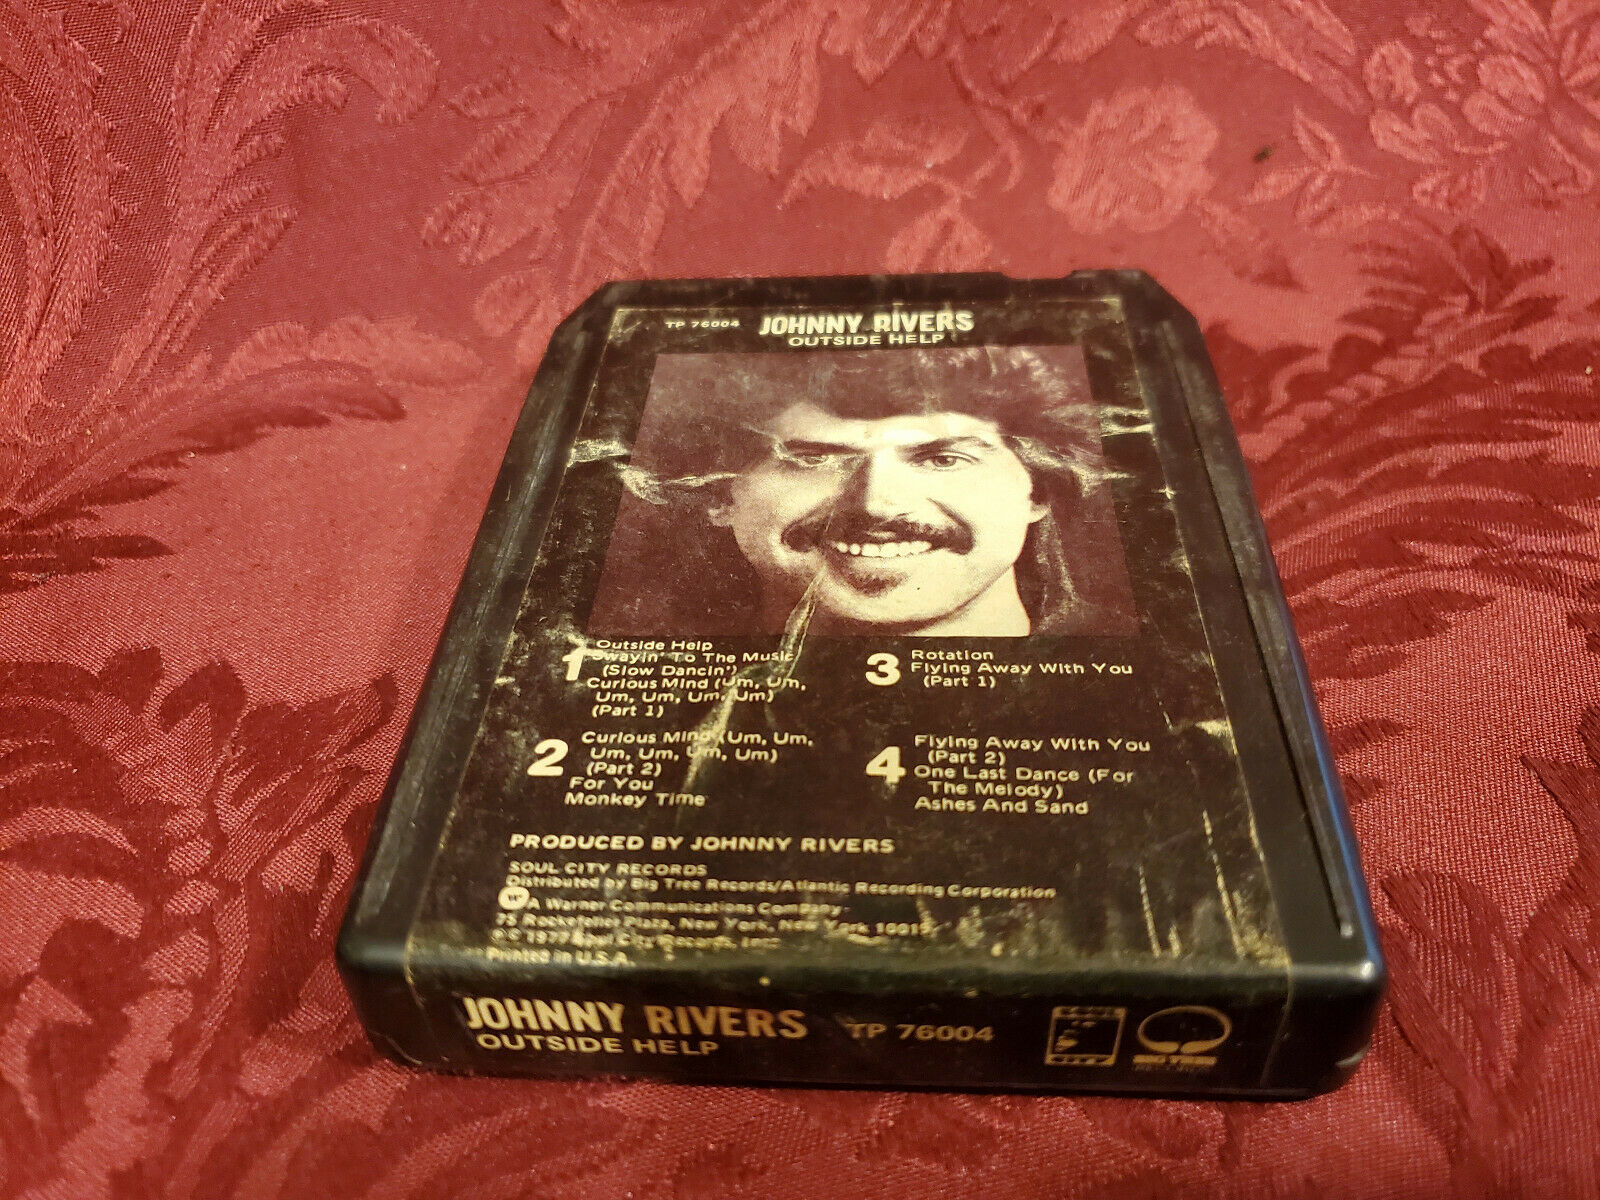 TP 76004 JOHNNY RIVERS
OUTSIDE HELP
1 Outside Help
Swayin' To The Music
(Slow Dancin')
Curious Mind (Um, Um,
Um, Um, Um, Um)
(Part 1)
2 Curious Mind (Um, Um,
Um, Um, Um, Um)
(Part 2)
For You
Monkey Time
3 Rotation
Flying Away With You
(Part 1)
4 Flying Away With You
(Part 2)
One Last Dance (For
The Melody)
Ashes And Sand
PRODUCED BY JOHNNY RIVERS
SOUL CITY RECORDS
Distributed by Big Tree Records/Atlantic Recording Corporation
A Warner Communications Company
75 Rockefeller Plaza, New York, New York 10019
1977 Soul City Records, Inc.
Printed in U.S.A.
JOHNNY RIVERS TP 76004
OUTSIDE HELP
BIG TREE